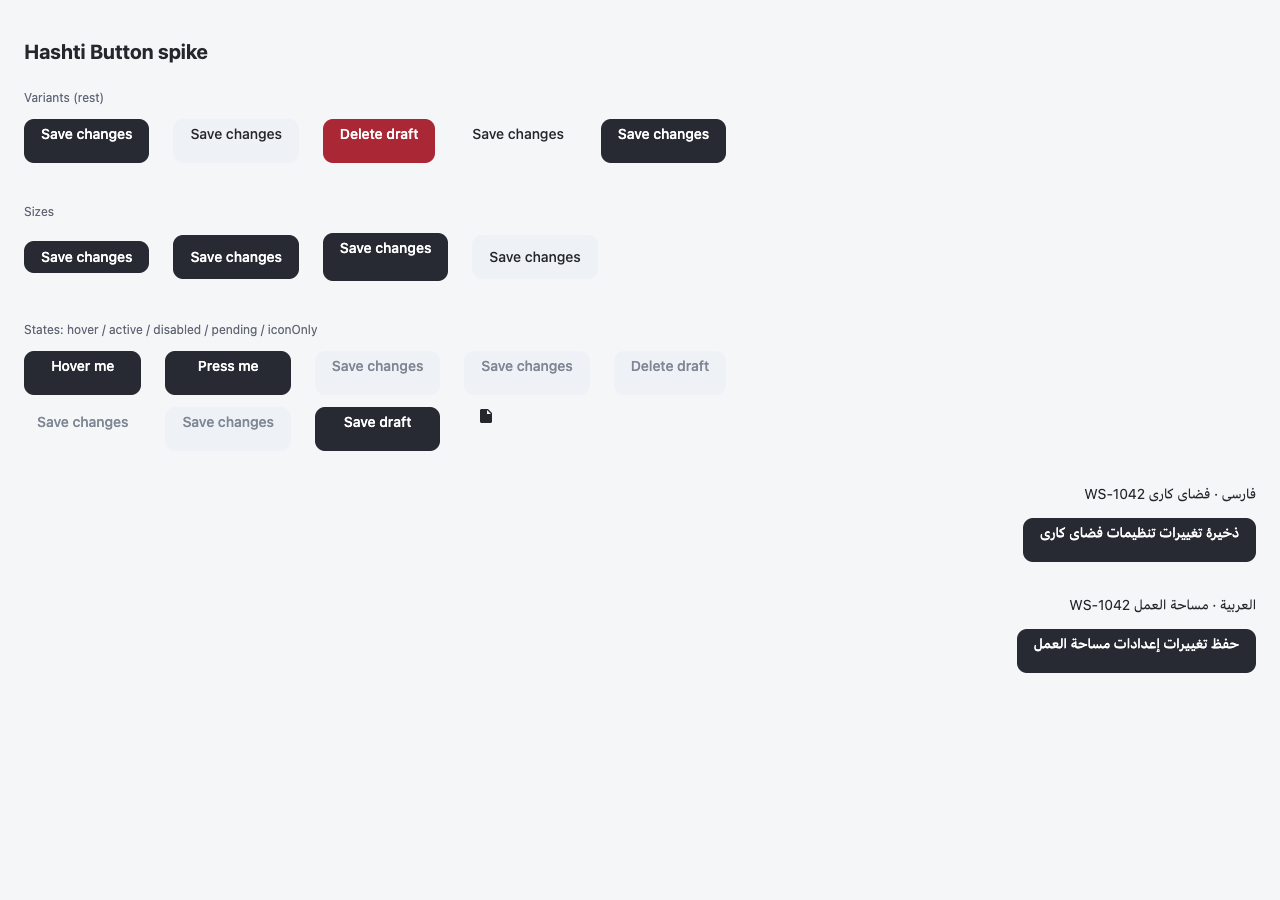 Hashti Button spike
Variants (rest)
Save changes Save changes Delete draft Save changes Save changes
Sizes
Save changes Save changes Save changes Save changes
States: hover / active / disabled / pending / iconOnly
Hover me Press me Save changes Save changes Delete draft
Save changes Save changes Save draft
فارسی · فضای کاری WS-1042
ذخیرهٔ تغییرات تنظیمات فضای کاری
العربية · مساحة العمل WS-1042
حفظ تغييرات إعدادات مساحة العمل